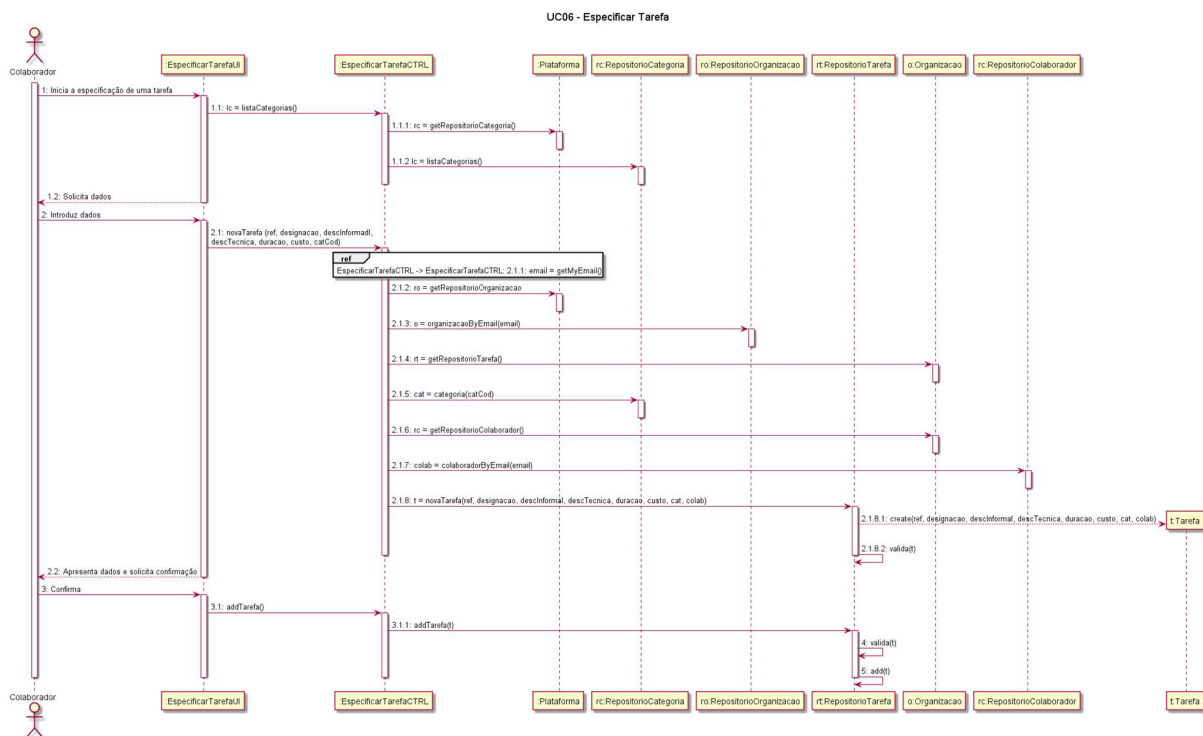 UC06 - Especificar Tarefa
Colaborador
:EspecificarTarefaUI
:EspecificarTarefaCTRL
:Plataforma
rc:RepositorioCategoria
ro:RepositorioOrganizacao
rt:RepositorioTarefa
o:Organizacao
rc:RepositorioColaborador
1: Inicia a especificação de uma tarefa
1.1: lc = listaCategorias()
1.1.1: rc = getRepositorioCategoria()
1.1.2 lc = listaCategorias()
1.2: Solicita dados
2: Introduz dados
2.1: novaTarefa (ref, designacao, descInformadl,
descTecnica, duracao, custo, catCod)
ref
EspecificarTarefaCTRL -> EspecificarTarefaCTRL: 2.1.1: email = getMyEmail()
2.1.2: ro = getRepositorioOrganizacao
2.1.3: o = organizacaoByEmail(email)
2.1.4: rt = getRepositorioTarefa()
2.1.5: cat = categoria(catCod)
2.1.6: rc = getRepositorioColaborador()
2.1.7: colab = colaboradorByEmail(email)
2.1.8: t = novaTarefa(ref, designacao, descInformal, descTecnica, duracao, custo, cat, colab)
2.1.8.1: create(ref, designacao, descInformal, descTecnica, duracao, custo, cat, colab)
t:Tarefa
2.1.8.2: valida(t)
2.2: Apresenta dados e solicita confirmação
3: Confirma
3.1: addTarefa()
3.1.1: addTarefa(t)
4: valida(t)
5: add(t)
Colaborador
:EspecificarTarefaUI
:EspecificarTarefaCTRL
:Plataforma
rc:RepositorioCategoria
ro:RepositorioOrganizacao
rt:RepositorioTarefa
o:Organizacao
rc:RepositorioColaborador
t:Tarefa